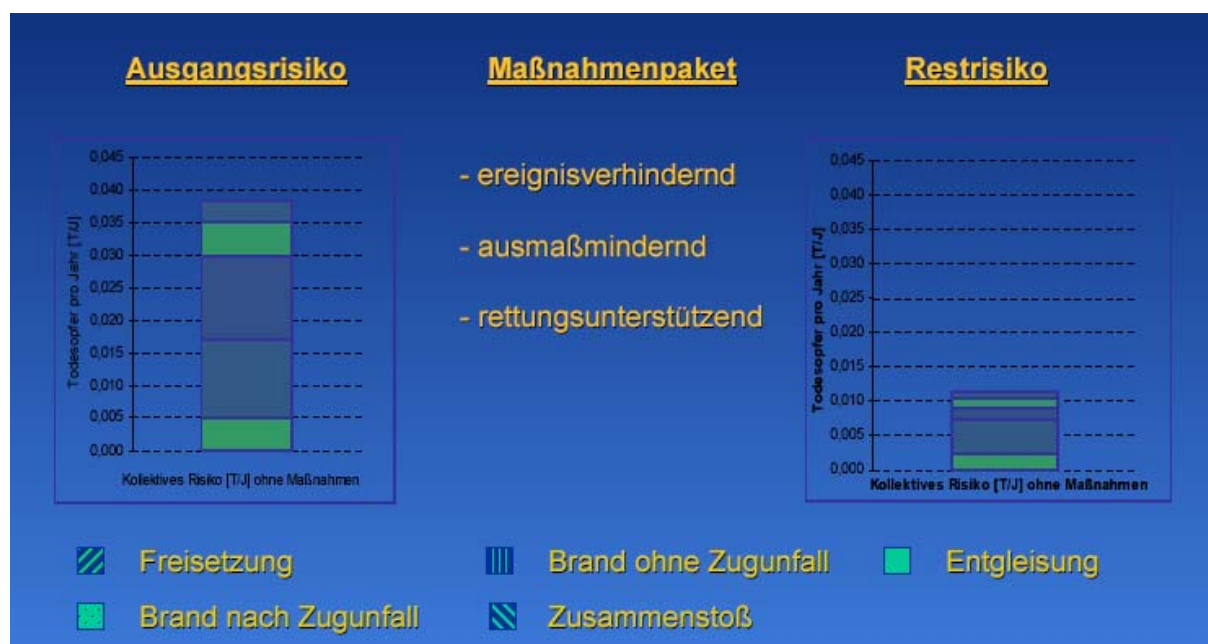 Ausgangsrisiko
Maßnahmenpaket
Restrisiko
Todesopfer pro Jahr [T/J]
0,045
0,040
0,035
0,030
0,025
0,020
0,015
0,010
0,005
0,000
Kollektives Risiko [T/J] ohne Maßnahmen
- ereignisverhindernd
- ausmaßmindernd
- rettungsunterstützend
Todesopfer pro Jahr [T/J]
0,045
0,040
0,035
0,030
0,025
0,020
0,015
0,010
0,005
0,000
Kollektives Risiko [T/J] ohne Maßnahmen
Freisetzung
Brand ohne Zugunfall
Entgleisung
Brand nach Zugunfall
Zusammenstoß